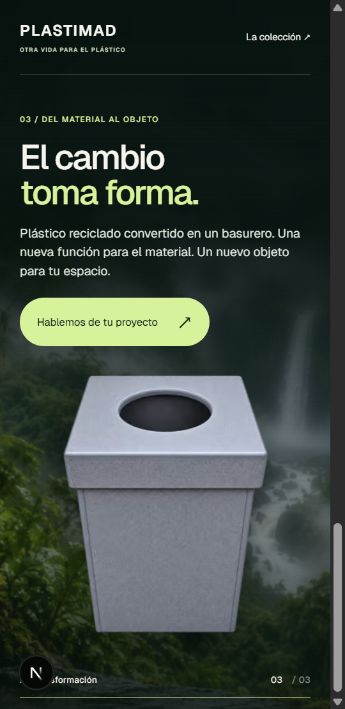 PLASTIMAD
OTRA VIDA PARA EL PLÁSTICO
La colección ↗
03 / DEL MATERIAL AL OBJETO
El cambio
toma forma.
Plástico reciclado convertido en un basurero. Una
nueva función para el material. Un nuevo objeto
para tu espacio.
Hablemos de tu proyecto ↗
N
sformación
03 / 03